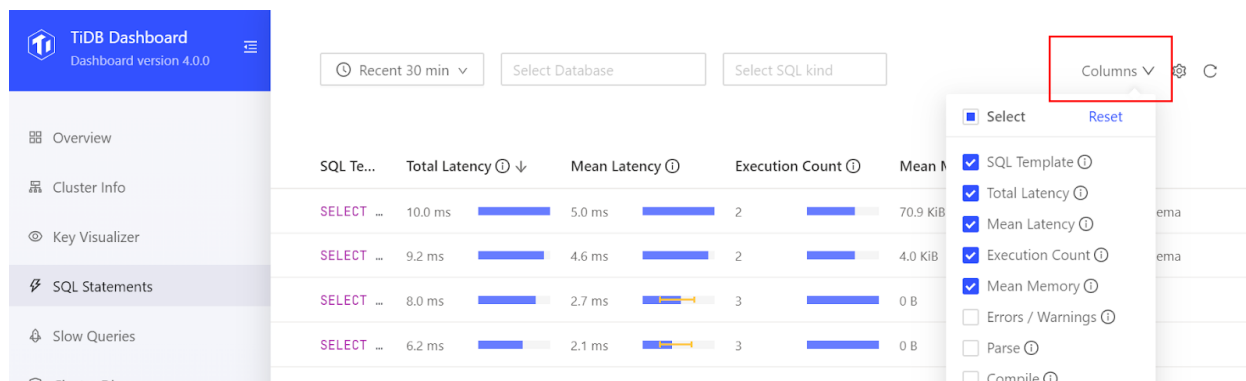 TiDB Dashboard
Dashboard version 4.0.0
Recent 30 min
Select Database
Select SQL kind
Columns
Select
Reset
Overview
Cluster Info
Key Visualizer
SQL Statements
Slow Queries
SQL Te... Total Latency Mean Latency Execution Count Mean
SELECT … 10.0 ms 5.0 ms 2 70.9 KiB ema
SELECT … 9.2 ms 4.6 ms 2 4.0 KiB ema
SELECT … 8.0 ms 2.7 ms 3 0 B
SELECT … 6.2 ms 2.1 ms 3 0 B
SQL Template
Total Latency
Mean Latency
Execution Count
Mean Memory
Errors / Warnings
Parse
Compile